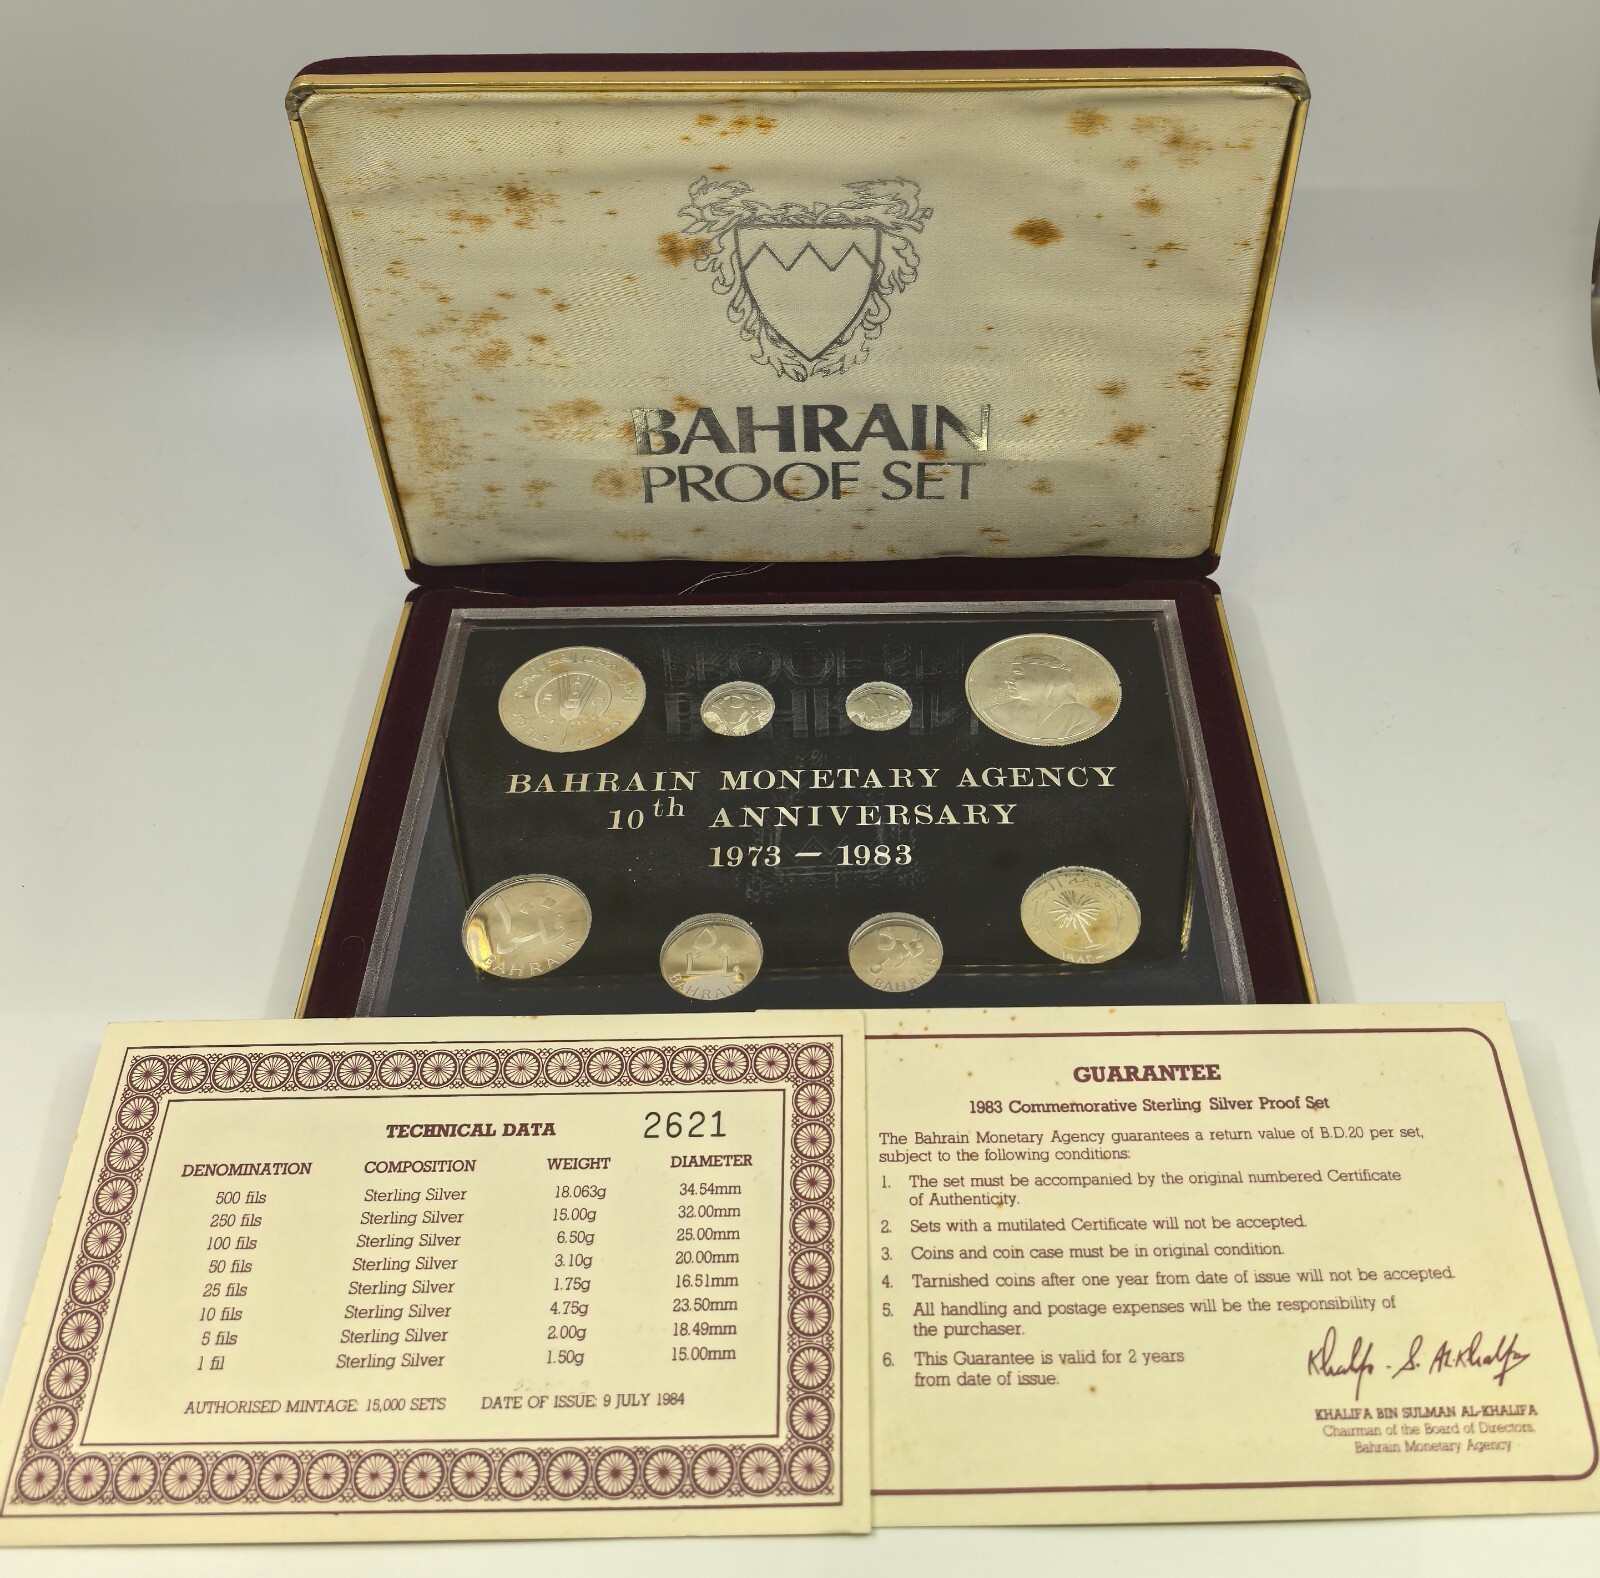 BAHRAIN
PROOF SET
BAHRAIN MONETARY AGENCY
10th ANNIVERSARY
1973 – 1983
BAHRAIN
٥٠
BAHRAIN
BAHRAIN
TECHNICAL DATA 2621
DENOMINATION COMPOSITION WEIGHT DIAMETER
500 fils Sterling Silver 18.063g 34.54mm
250 fils Sterling Silver 15.00g 32.00mm
100 fils Sterling Silver 6.50g 25.00mm
50 fils Sterling Silver 3.10g 20.00mm
25 fils Sterling Silver 1.75g 16.51mm
10 fils Sterling Silver 4.75g 23.50mm
5 fils Sterling Silver 2.00g 18.49mm
1 fil Sterling Silver 1.50g 15.00mm
AUTHORISED MINTAGE: 15,000 SETS DATE OF ISSUE: 9 JULY 1984
GUARANTEE
1983 Commemorative Sterling Silver Proof Set
The Bahrain Monetary Agency guarantees a return value of B.D.20 per set,
subject to the following conditions:
1. The set must be accompanied by the original numbered Certificate
of Authenticity.
2. Sets with a mutilated Certificate will not be accepted.
3. Coins and coin case must be in original condition.
4. Tarnished coins after one year from date of issue will not be accepted.
5. All handling and postage expenses will be the responsibility of
the purchaser.
6. This Guarantee is valid for 2 years
from date of issue.
Khalifa . S. Al-Khalifa
KHALIFA BIN SULMAN AL-KHALIFA
Chairman of the Board of Directors,
Bahrain Monetary Agency